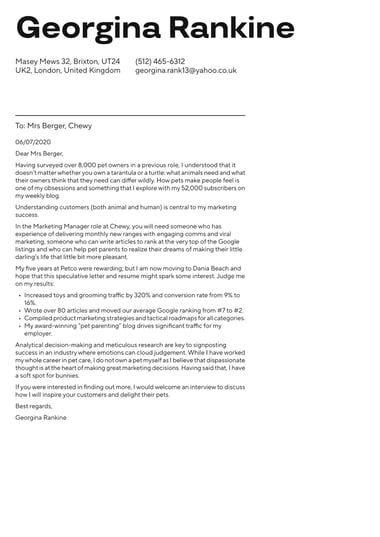 Georgina Rankine
Masey Mews 32, Brixton, UT24
UK2, London, United Kingdom
(512) 465-6312
georgina.rank13@yahoo.co.uk
To: Mrs Berger, Chewy
06/07/2020
Dear Mrs Berger,
Having surveyed over 8,000 pet owners in a previous role, I understood that it
doesn't matter whether you own a tarantula or a turtle: what animals need and what
their owners think that they need can differ wildly. How pets make people feel is
one of my obsessions and something that I explore with my 52,000 subscribers on
my weekly blog.
Understanding customers (both animal and human) is central to my marketing
success.
In the Marketing Manager role at Chewy, you will need someone who has
experience of delivering monthly new ranges with engaging comms and viral
marketing, someone who can write articles to rank at the very top of the Google
listings and who can help pet parents to realize their dreams of making their little
darling's life that little bit more pleasant.
My five years at Petco were rewarding; but I am now moving to Dania Beach and
hope that this speculative letter and resume might spark some interest. Judge me
on my results:
• Increased toys and grooming traffic by 320% and conversion rate from 9% to
16%.
• Wrote over 80 articles and moved our average Google ranking from #7 to #2.
• Compiled product marketing strategies and tactical roadmaps for all categories.
• My award-winning "pet parenting" blog drives significant traffic for my
employer.
Analytical decision-making and meticulous research are key to signposting
success in an industry where emotions can cloud judgement. While I have worked
my whole career in pet care, I do not own a pet myself as I believe that dispassionate
thought is at the heart of making great marketing decisions. Having said that, I have
a soft spot for bunnies.
If you were interested in finding out more, I would welcome an interview to discuss
how I will inspire your customers and delight their pets.
Best regards,
Georgina Rankine